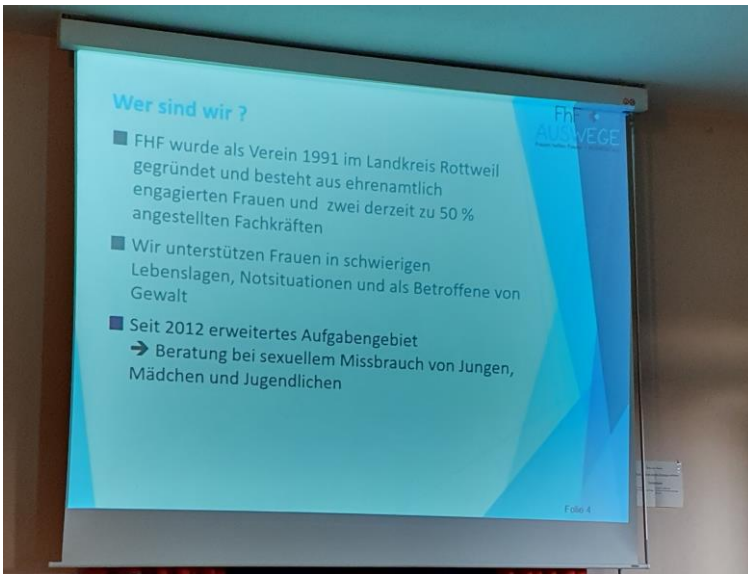 Wer sind wir ?
FhF
AUSWEGE
FHF wurde als Verein 1991 im Landkreis Rottweil
gegründet und besteht aus ehrenamtlich
engagierten Frauen und zwei derzeit zu 50 %
angestellten Fachkräften
Wir unterstützen Frauen in schwierigen
Lebenslagen, Notsituationen und als Betroffene von
Gewalt
Seit 2012 erweitertes Aufgabengebiet
➔ Beratung bei sexuellem Missbrauch von Jungen,
Mädchen und Jugendlichen
Folie 4